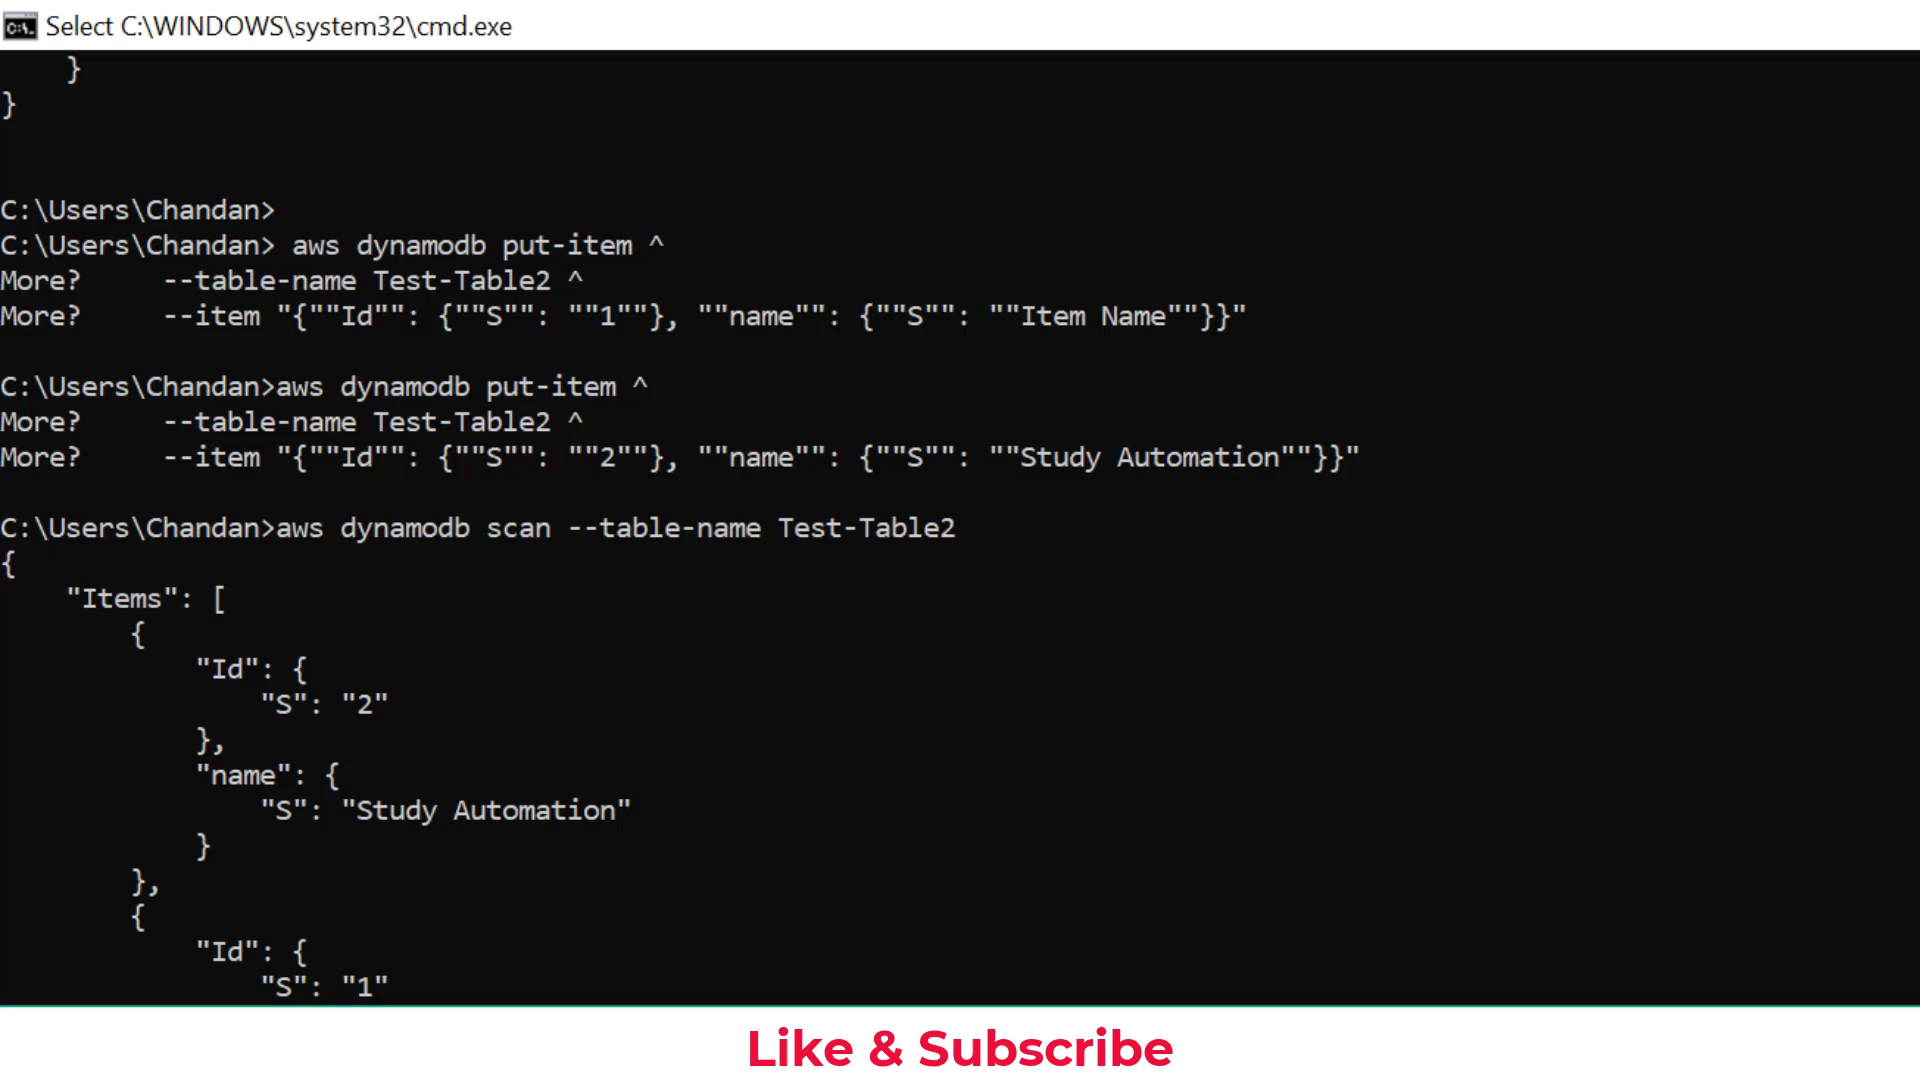 Select C:\WINDOWS\system32\cmd.exe
    }
}
C:\Users\Chandan>
C:\Users\Chandan> aws dynamodb put-item ^
More?     --table-name Test-Table2 ^
More?     --item "{""Id"": {""S"": ""1""}, ""name"": {""S"": ""Item Name""}}"
C:\Users\Chandan>aws dynamodb put-item ^
More?     --table-name Test-Table2 ^
More?     --item "{""Id"": {""S"": ""2""}, ""name"": {""S"": ""Study Automation""}}"
C:\Users\Chandan>aws dynamodb scan --table-name Test-Table2
{
    "Items": [
        {
            "Id": {
                "S": "2"
            },
            "name": {
                "S": "Study Automation"
            }
        },
        {
            "Id": {
                "S": "1"
Like & Subscribe